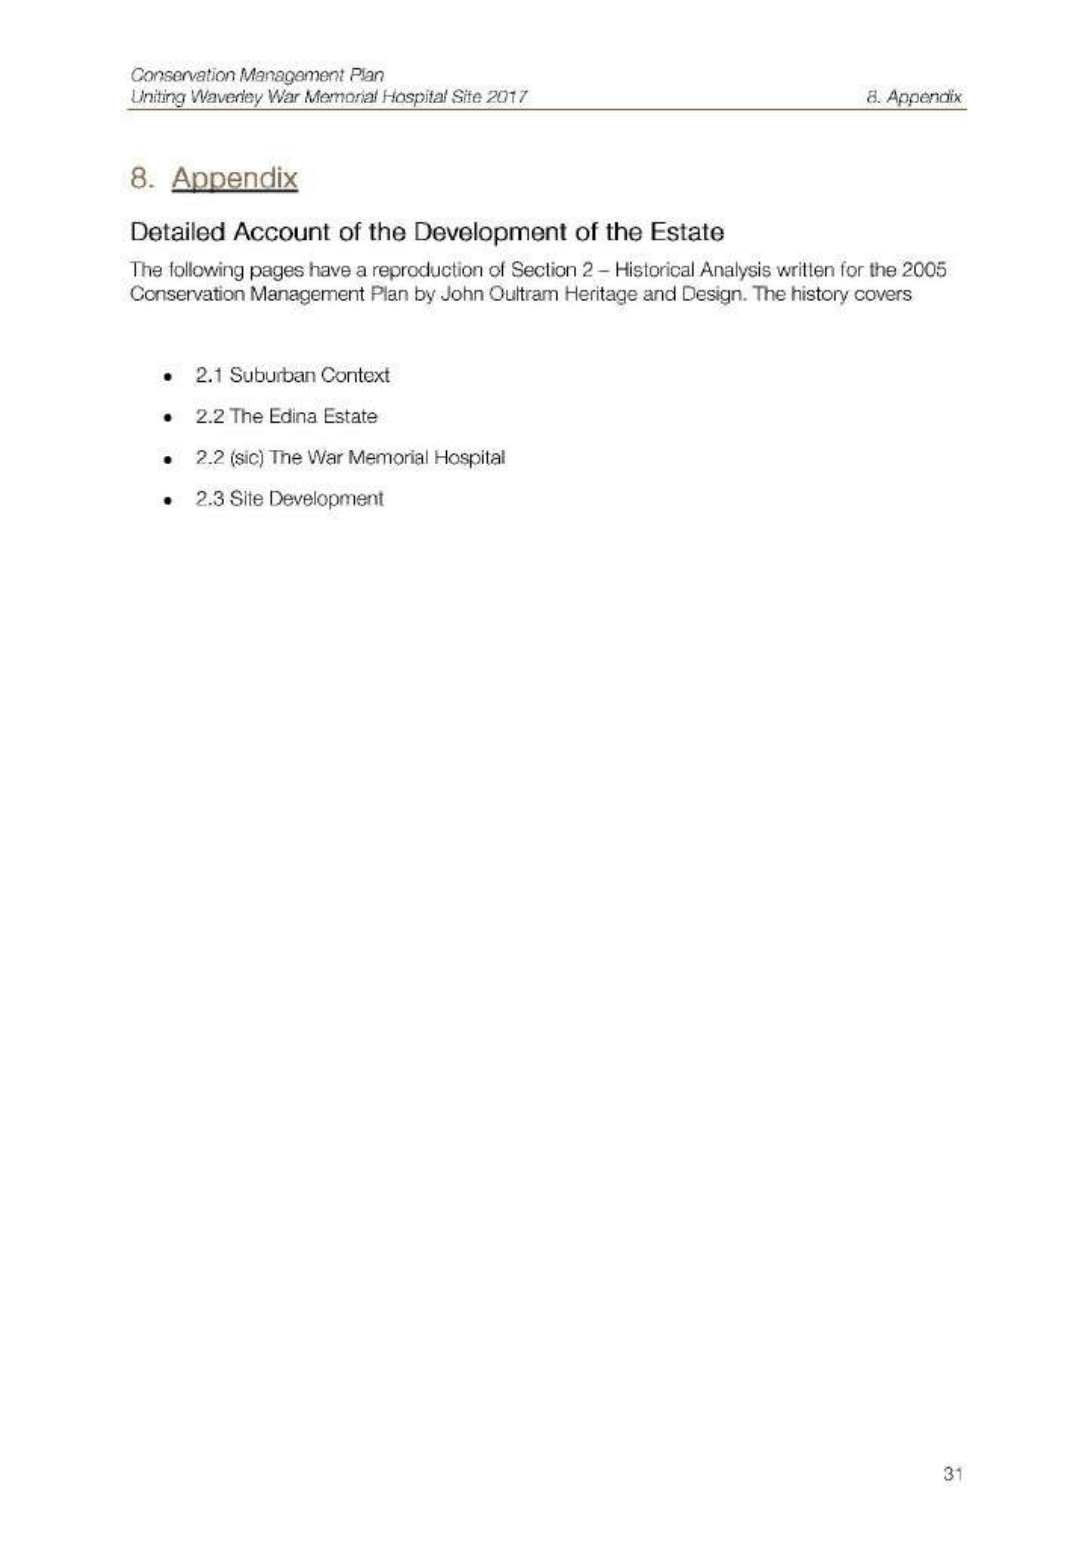 Conservation Management Plan
Uniting Waverley War Memorial Hospital Site 2017 8. Appendix
8. Appendix
Detailed Account of the Development of the Estate
The following pages have a reproduction of Section 2 – Historical Analysis written for the 2005
Conservation Management Plan by John Oultram Heritage and Design. The history covers
• 2.1 Suburban Context
• 2.2 The Edina Estate
• 2.2 (sic) The War Memorial Hospital
• 2.3 Site Development
31